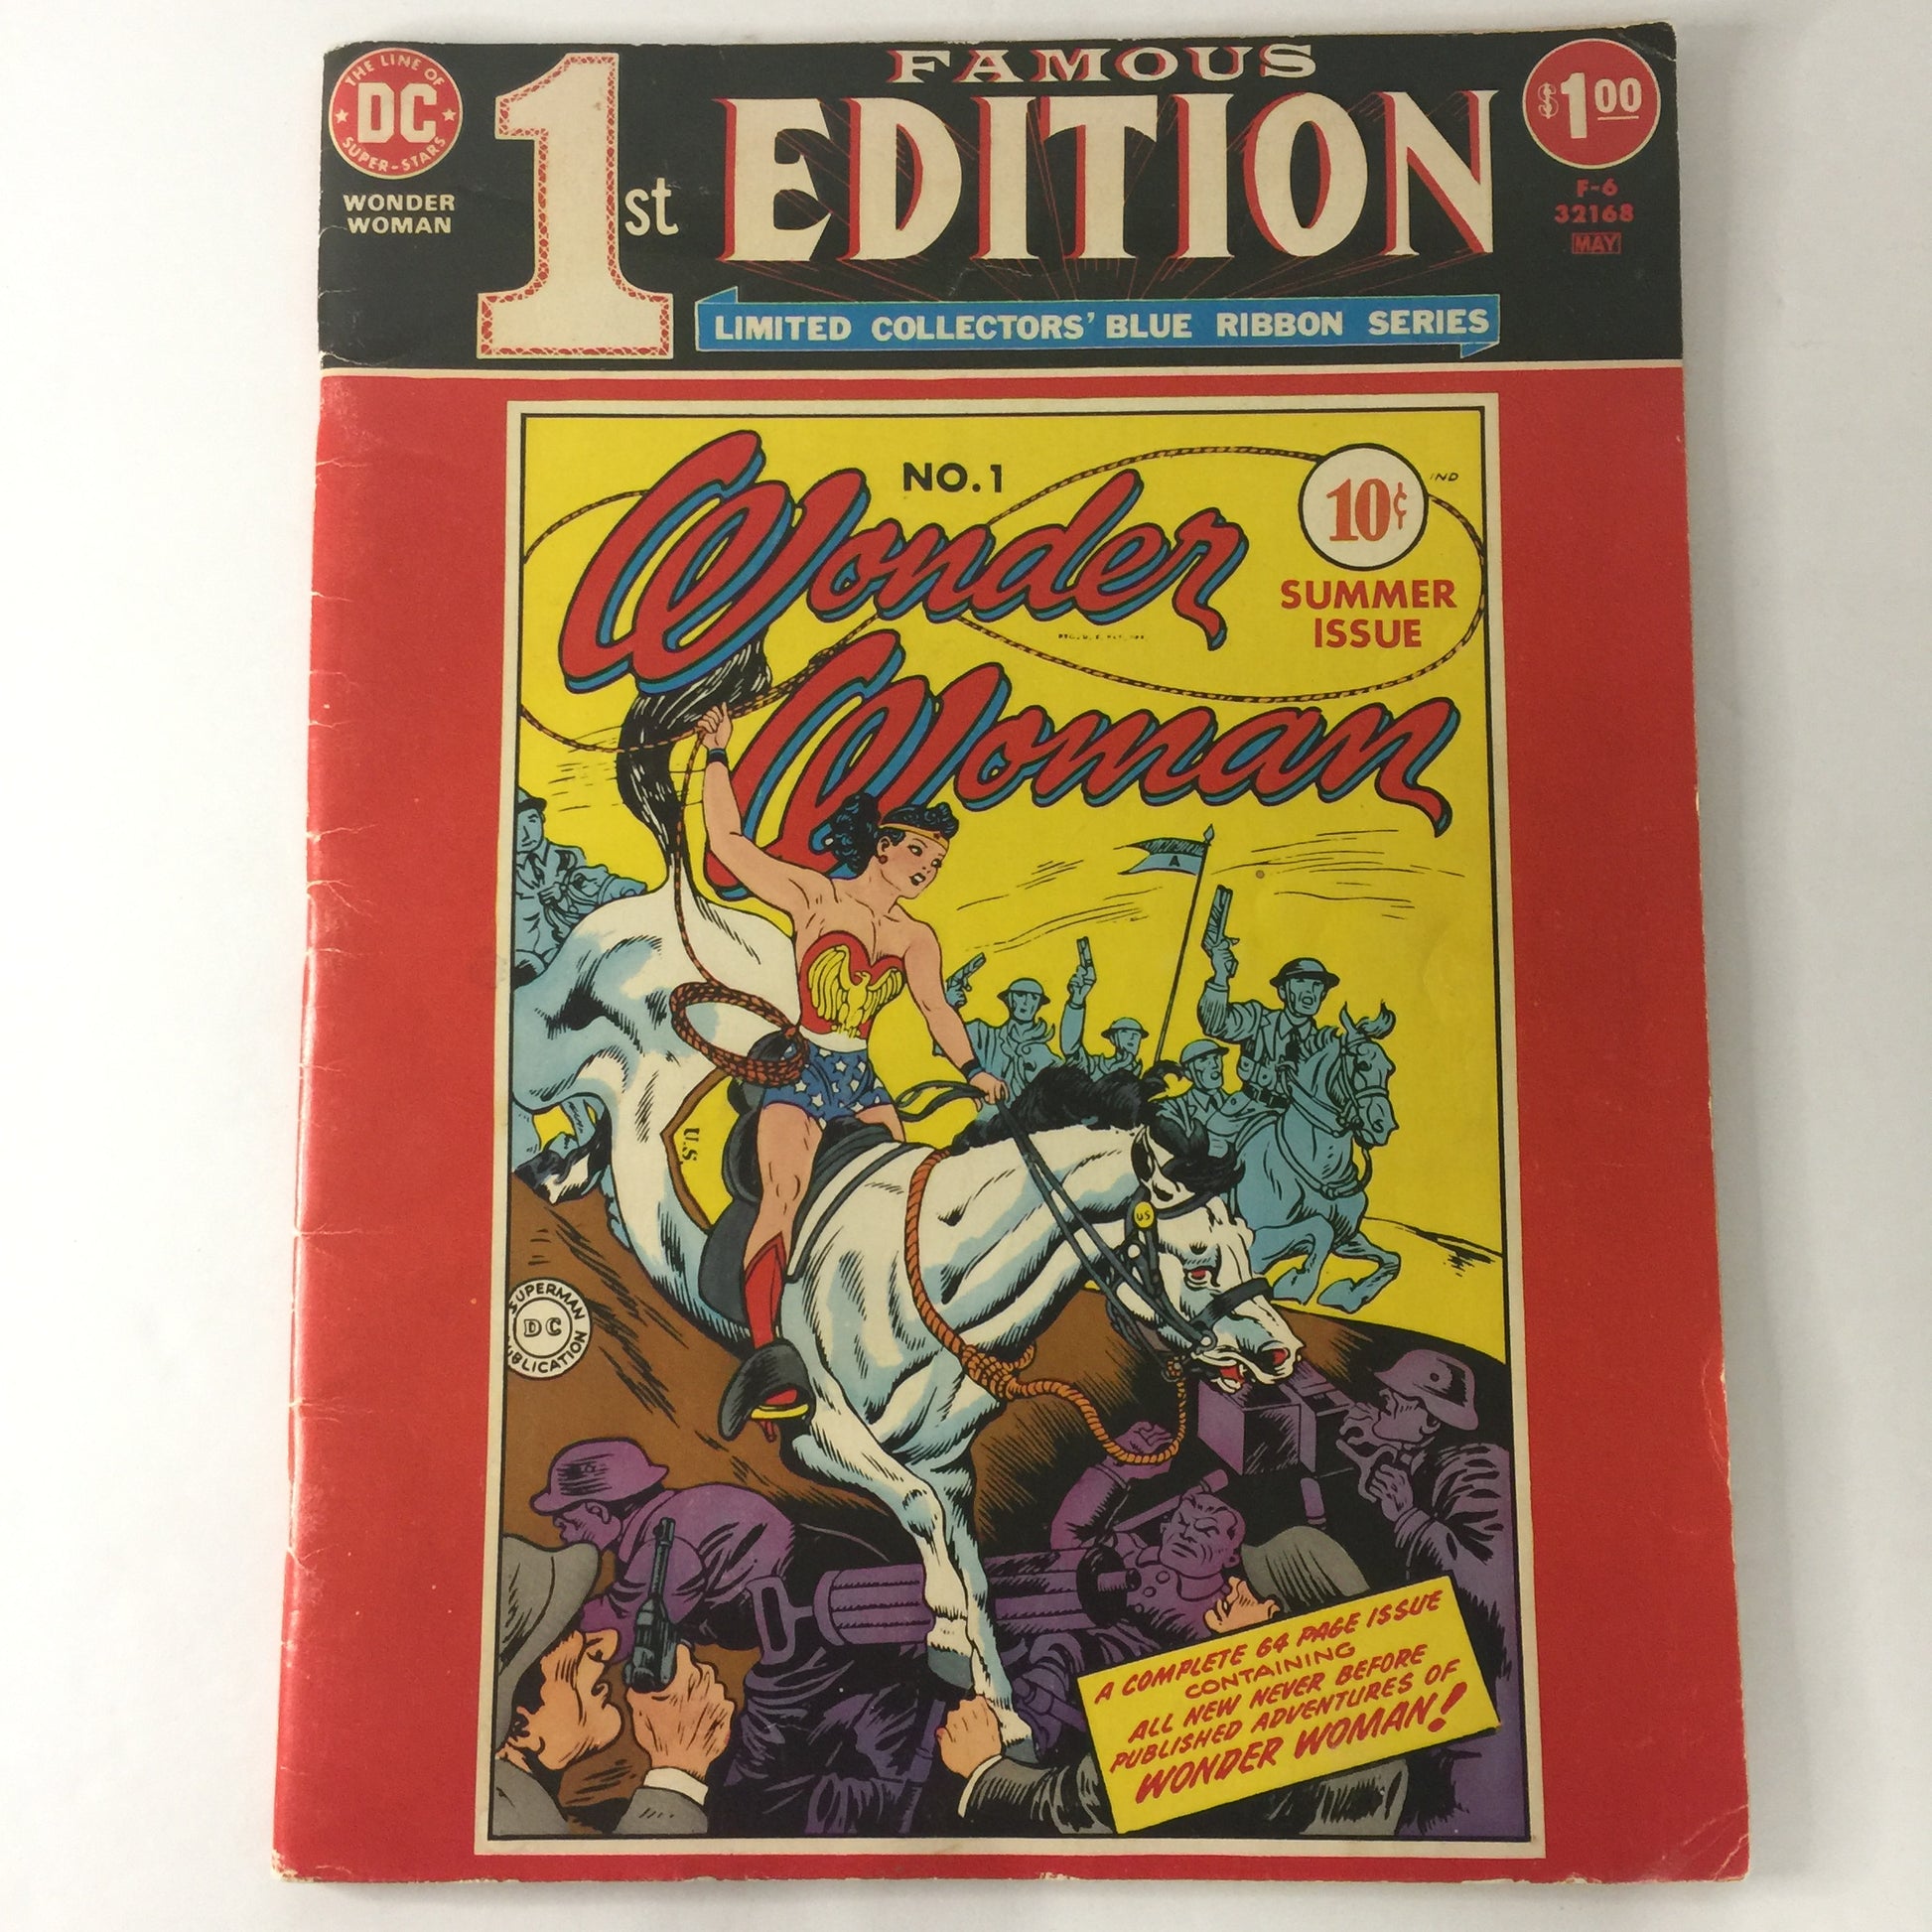 THE LINE OF
DC
SUPER-STARS
WONDER
WOMAN
1st
FAMOUS
EDITION
LIMITED COLLECTORS' BLUE RIBBON SERIES
$1.00
F-6
32168
MAY
NO.1
Wonder
Woman
10¢
IND
SUMMER
ISSUE
A
U.S.
US
SUPERMAN
DC
PUBLICATION
A COMPLETE 64 PAGE ISSUE
CONTAINING
ALL NEW NEVER BEFORE
PUBLISHED ADVENTURES OF
WONDER WOMAN!